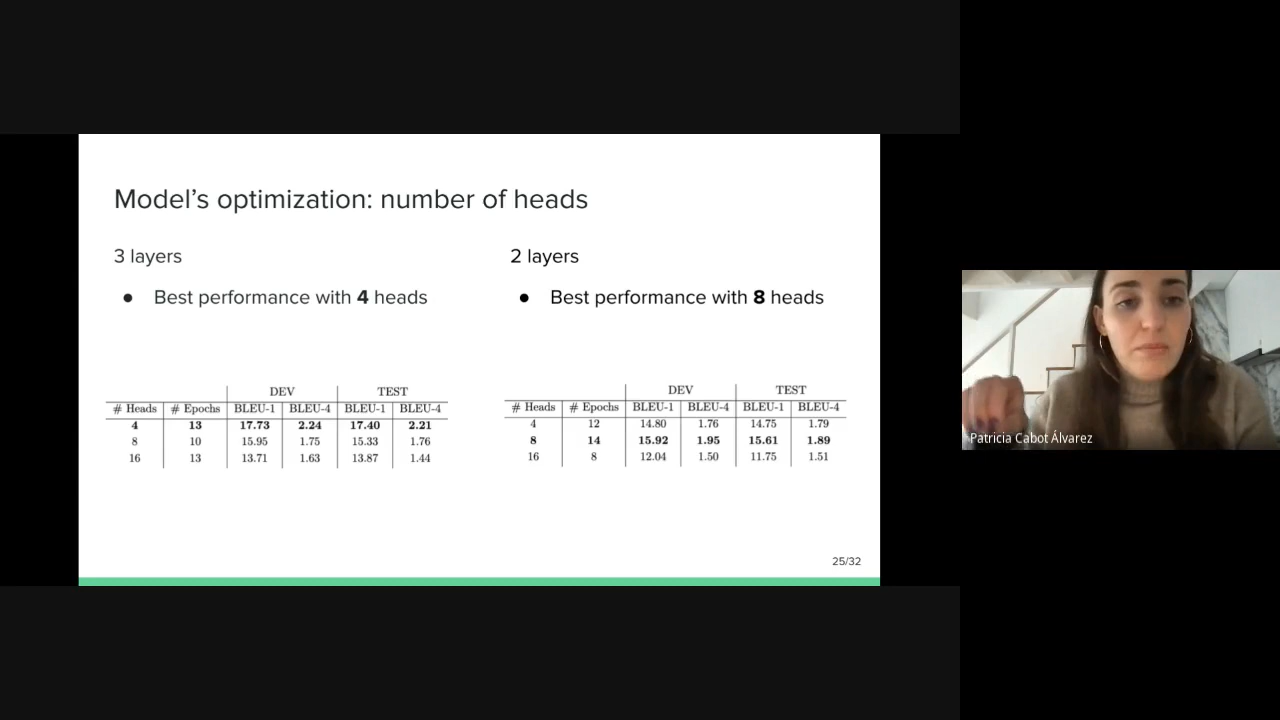 Model’s optimization: number of heads
3 layers
● Best performance with 4 heads
DEV TEST
# Heads # Epochs BLEU-1 BLEU-4 BLEU-1 BLEU-4
4 13 17.73 2.24 17.40 2.21
8 10 15.95 1.75 15.33 1.76
16 13 13.71 1.63 13.87 1.44
2 layers
● Best performance with 8 heads
DEV TEST
# Heads # Epochs BLEU-1 BLEU-4 BLEU-1 BLEU-4
4 12 14.80 1.76 14.75 1.79
8 14 15.92 1.95 15.61 1.89
16 8 12.04 1.50 11.75 1.51
25/32
Patricia Cabot Álvarez